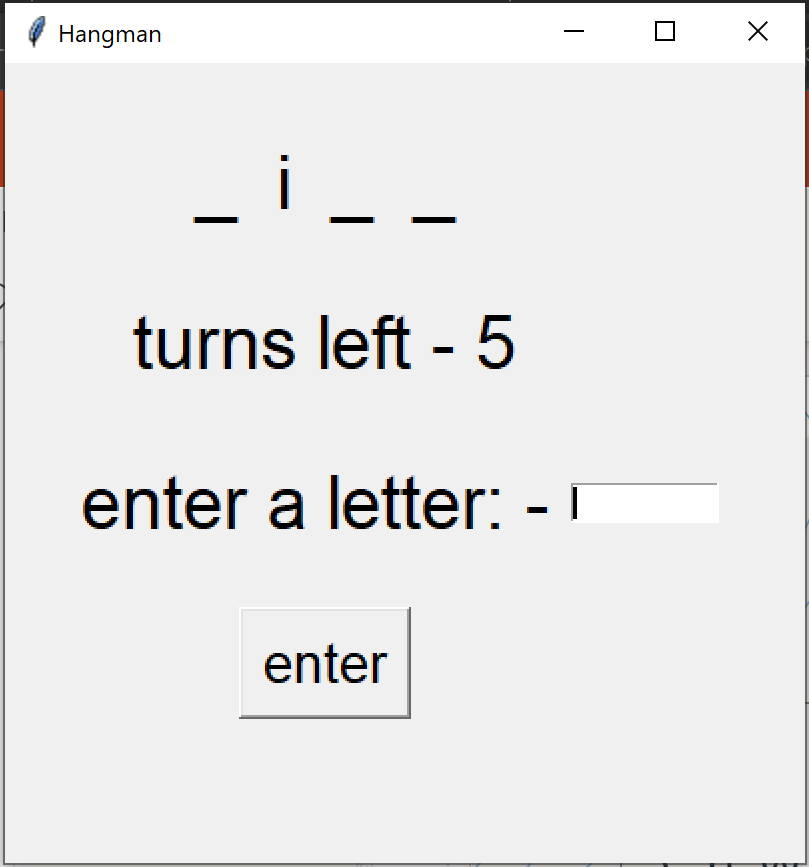 Hangman
_ i _ _
turns left - 5
enter a letter: -
enter